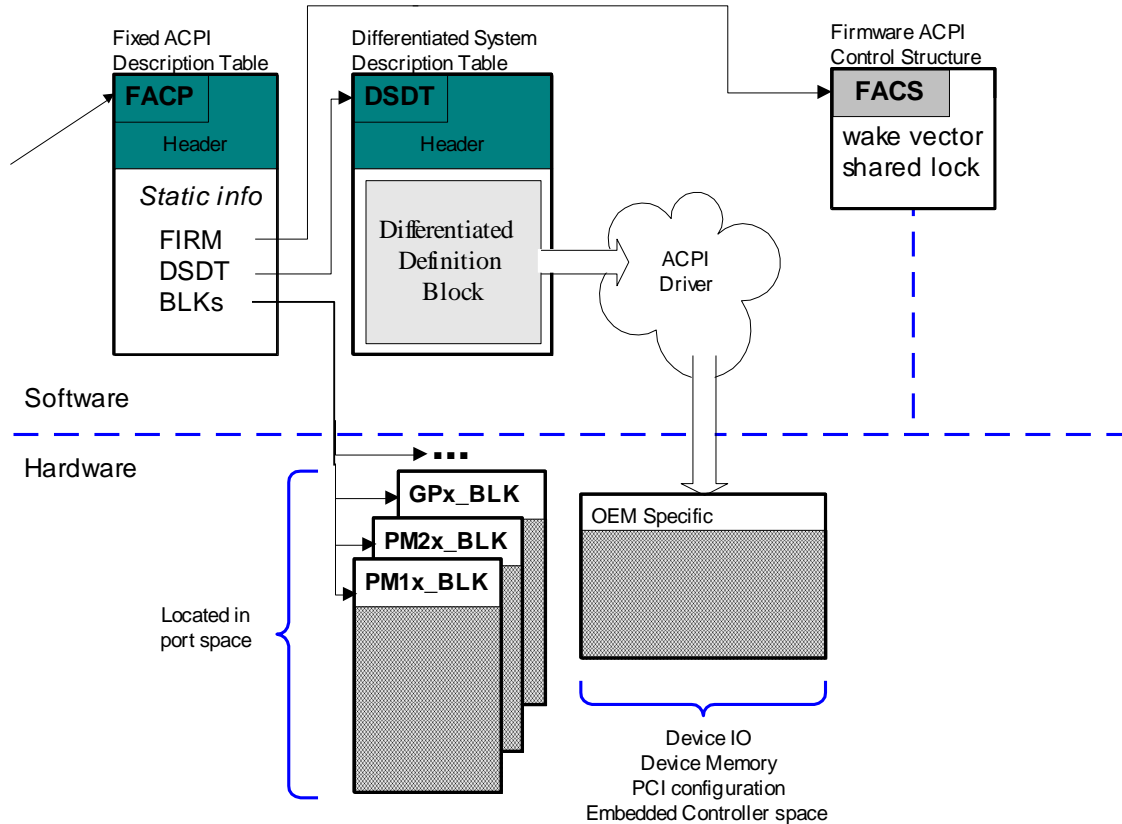 Fixed ACPI
Description Table
FACP
Header
Static info
FIRM
DSDT
BLKs
Differentiated System
Description Table
DSDT
Header
Differentiated
Definition
Block
ACPI
Driver
Firmware ACPI
Control Structure
FACS
wake vector
shared lock
Software
Hardware
...
GPx_BLK
PM2x_BLK
PM1x_BLK
Located in
port space
OEM Specific
Device IO
Device Memory
PCI configuration
Embedded Controller space